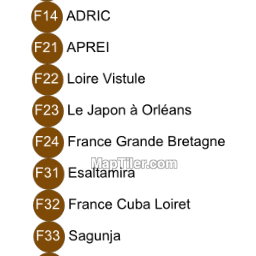 F14 ADRIC
F21 APREI
F22 Loire Vistule
F23 Le Japon à Orléans
F24 France Grande Bretagne
MapTiler.com
F31 Esaltamira
F32 France Cuba Loiret
F33 Sagunja